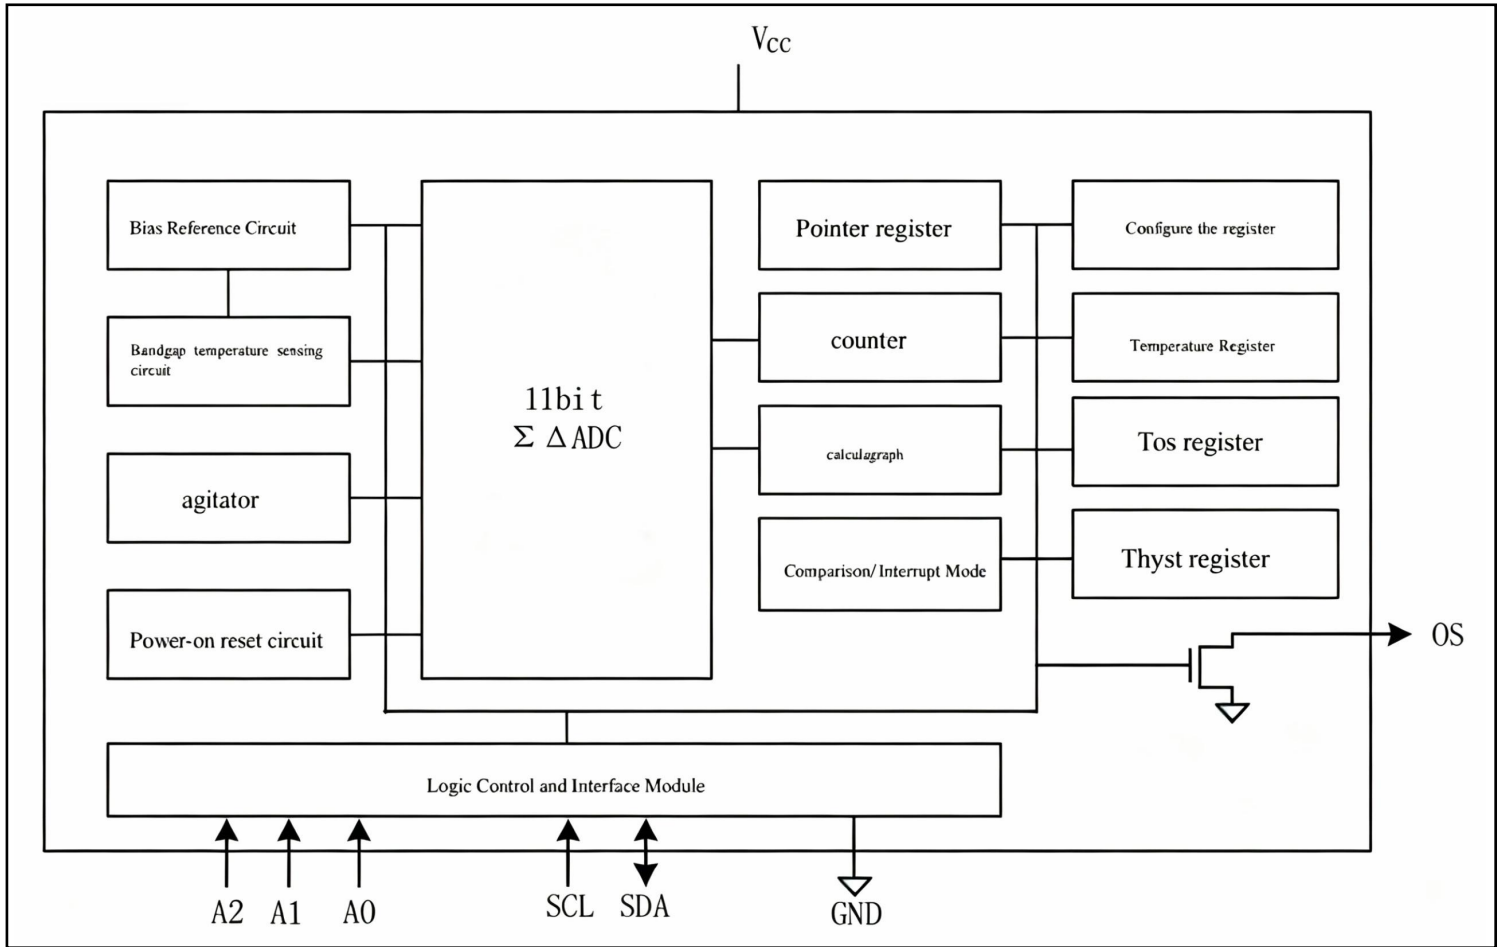 Vcc
Bias Reference Circuit
Pointer register
Configure the register
Bandgap temperature sensing
circuit
11bit
Σ Δ ADC
counter
Temperature Register
calculagraph
Tos register
agitator
Comparison/Interrupt Mode
Thyst register
Power-on reset circuit
OS
Logic Control and Interface Module
A2 A1 A0 SCL SDA GND